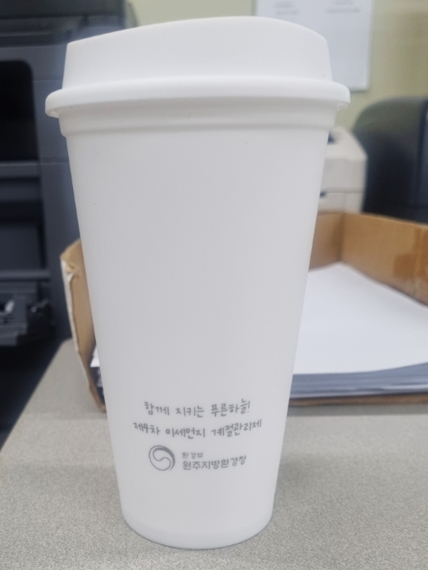 함께 지키는 푸른하늘!
제4차 미세먼지 계절관리제
환경부
원주지방환경청